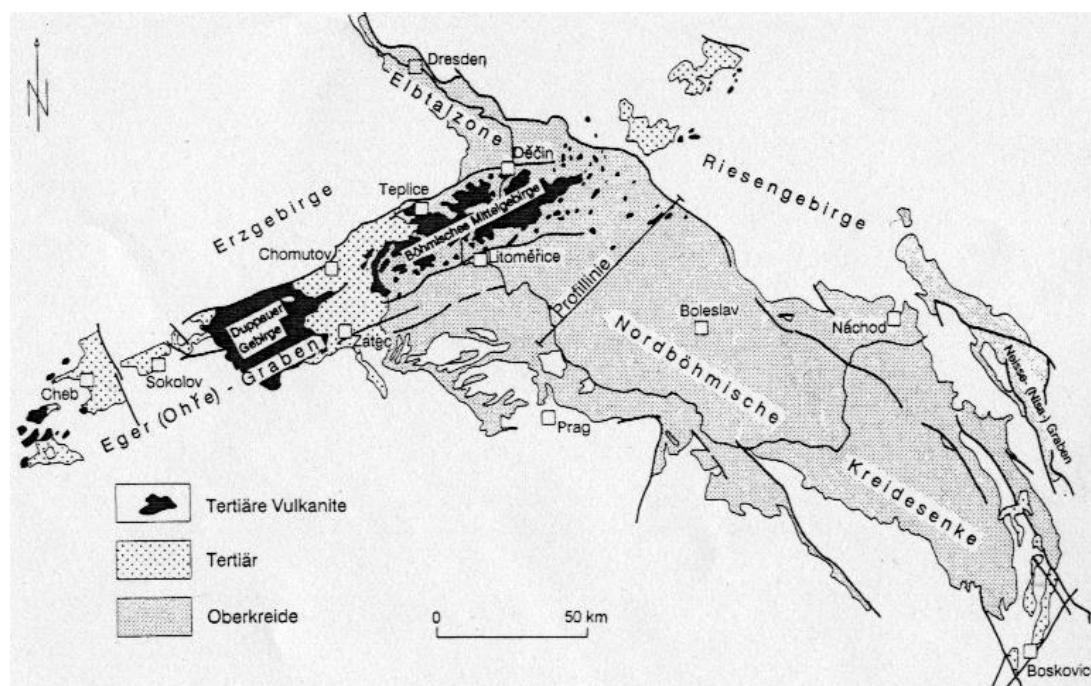 N
Dresden
Elbtalzone
Děčín
Riesengebirge
Teplice
Erzgebirge
Böhmisches Mittelgebirge
Chomutov
Litoměřice
Profillinie
Duppauer
Gebirge
Boleslav
Náchod
Žatec
Sokolov
Cheb
Eger (Ohře) - Graben
Nordböhmische
Neisse- (Nisa-) Graben
Prag
Kreidesenke
Tertiäre Vulkanite
Tertiär
Oberkreide
0 50 km
Boskovic